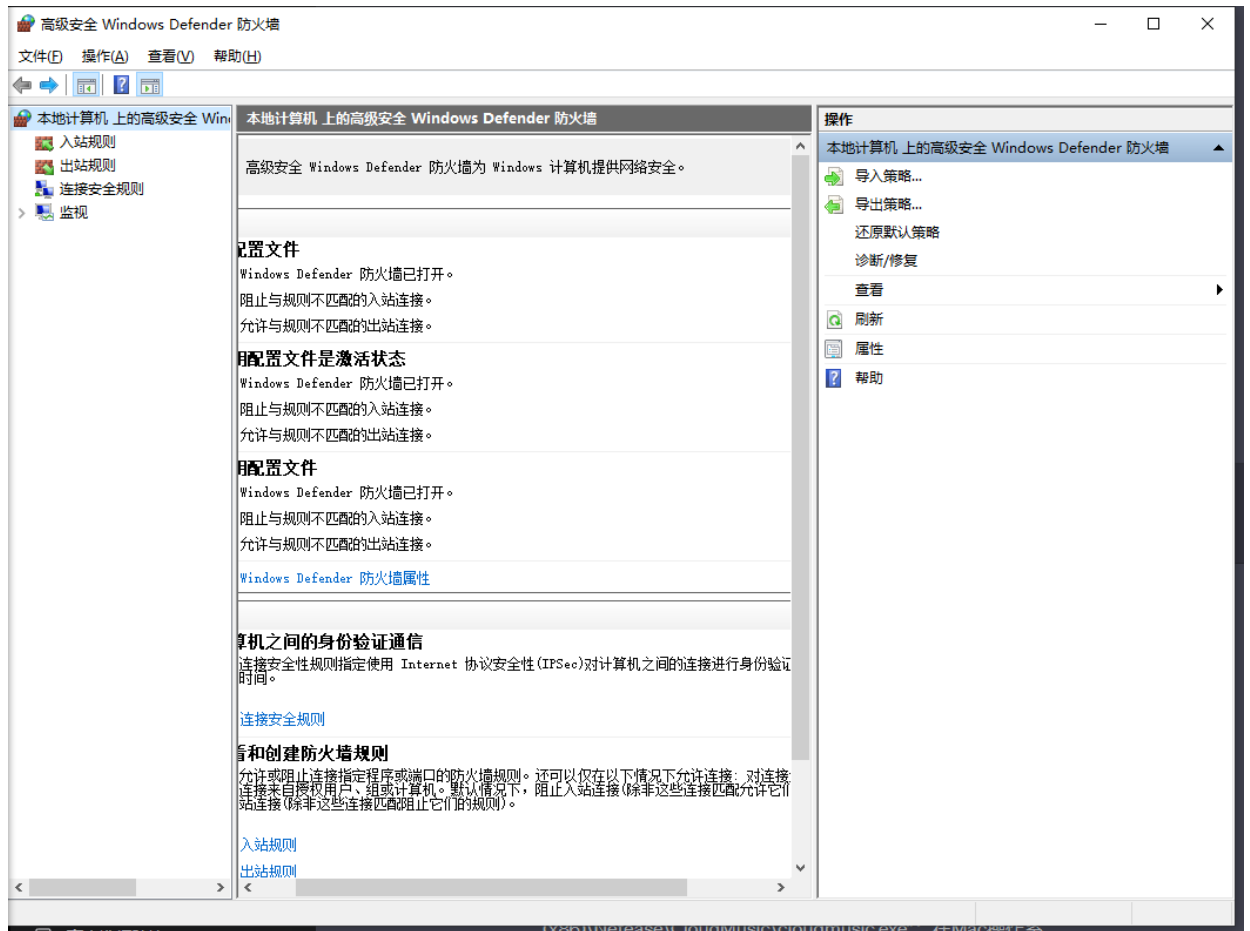 高级安全 Windows Defender 防火墙
文件(F) 操作(A) 查看(V) 帮助(H)
本地计算机 上的高级安全 Win
入站规则
出站规则
连接安全规则
监视
本地计算机 上的高级安全 Windows Defender 防火墙
高级安全 Windows Defender 防火墙为 Windows 计算机提供网络安全。
配置文件
Windows Defender 防火墙已打开。
阻止与规则不匹配的入站连接。
允许与规则不匹配的出站连接。
用配置文件是激活状态
Windows Defender 防火墙已打开。
阻止与规则不匹配的入站连接。
允许与规则不匹配的出站连接。
用配置文件
Windows Defender 防火墙已打开。
阻止与规则不匹配的入站连接。
允许与规则不匹配的出站连接。
Windows Defender 防火墙属性
算机之间的身份验证通信
连接安全性规则指定使用 Internet 协议安全性(IPSec)对计算机之间的连接进行身份验证
时间。
连接安全规则
看和创建防火墙规则
允许或阻止连接指定程序或端口的防火墙规则。还可以仅在以下情况下允许连接: 对连接
连接来自授权用户、组或计算机。默认情况下，阻止入站连接(除非这些连接匹配允许它们
站连接(除非这些连接匹配阻止它们的规则)。
入站规则
出站规则
操作
本地计算机 上的高级安全 Windows Defender 防火墙
导入策略...
导出策略...
还原默认策略
诊断/修复
查看
刷新
属性
帮助
(x86)\Netease\CloudMusic\cloudmusic.exe